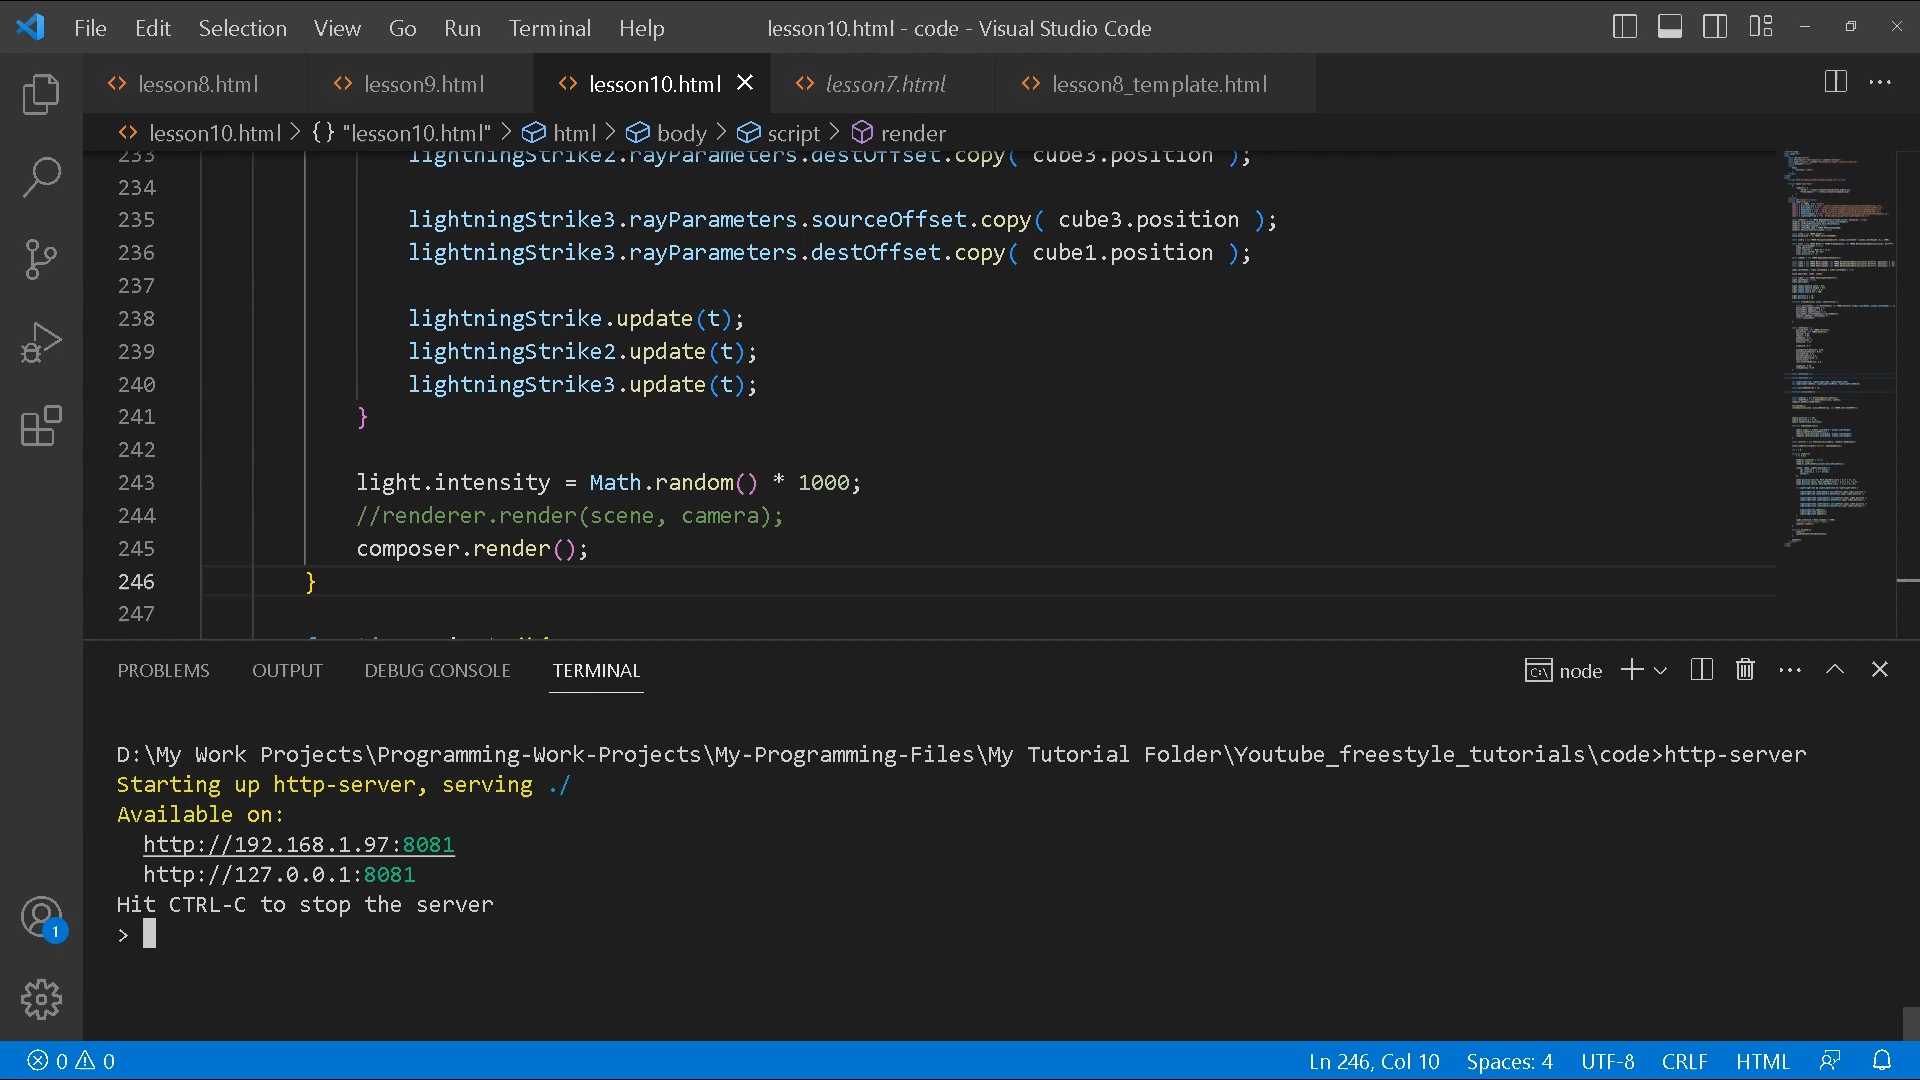 File Edit Selection View Go Run Terminal Help lesson10.html - code - Visual Studio Code
lesson8.html lesson9.html lesson10.html lesson7.html lesson8_template.html
lesson10.html > {} "lesson10.html" > html > body > script > render
233 lightningStrike2.rayParameters.destOffset.copy( cube3.position );
234
235 lightningStrike3.rayParameters.sourceOffset.copy( cube3.position );
236 lightningStrike3.rayParameters.destOffset.copy( cube1.position );
237
238 lightningStrike.update(t);
239 lightningStrike2.update(t);
240 lightningStrike3.update(t);
241 }
242
243 light.intensity = Math.random() * 1000;
244 //renderer.render(scene, camera);
245 composer.render();
246 }
247
PROBLEMS OUTPUT DEBUG CONSOLE TERMINAL node
D:\My Work Projects\Programming-Work-Projects\My-Programming-Files\My Tutorial Folder\Youtube_freestyle_tutorials\code>http-server
Starting up http-server, serving ./
Available on:
http://192.168.1.97:8081
http://127.0.0.1:8081
Hit CTRL-C to stop the server
>
1
0 0 Ln 246, Col 10 Spaces: 4 UTF-8 CRLF HTML